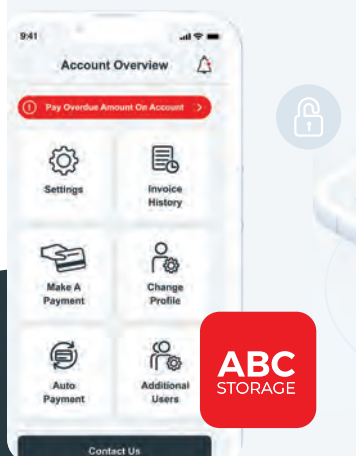 9:41
Account Overview
Pay Overdue Amount On Account
Settings
Invoice
History
Make A
Payment
Change
Profile
Auto
Payment
Additional
Users
ABC
STORAGE
Contact Us